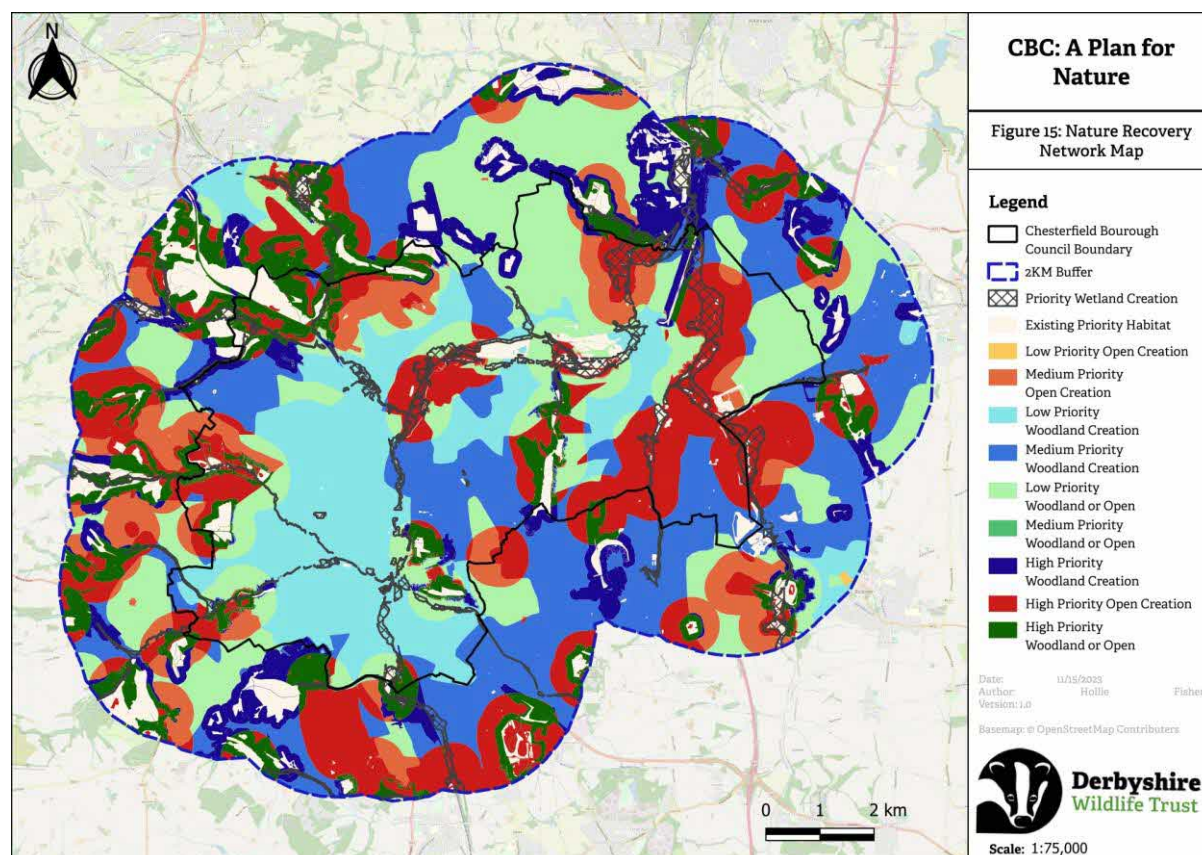 N
0 1 2 km
CBC: A Plan for
Nature
Figure 15: Nature Recovery
Network Map
Legend
Chesterfield Bourough
Council Boundary
2KM Buffer
Priority Wetland Creation
Existing Priority Habitat
Low Priority Open Creation
Medium Priority
Open Creation
Low Priority
Woodland Creation
Medium Priority
Woodland Creation
Low Priority
Woodland or Open
Medium Priority
Woodland or Open
High Priority
Woodland Creation
High Priority Open Creation
High Priority
Woodland or Open
Date: 11/15/2023
Author: Hollie Fisher
Version: 1.0
Basemap: © OpenStreetMap Contributers
Derbyshire
Wildlife Trust
Scale: 1:75,000